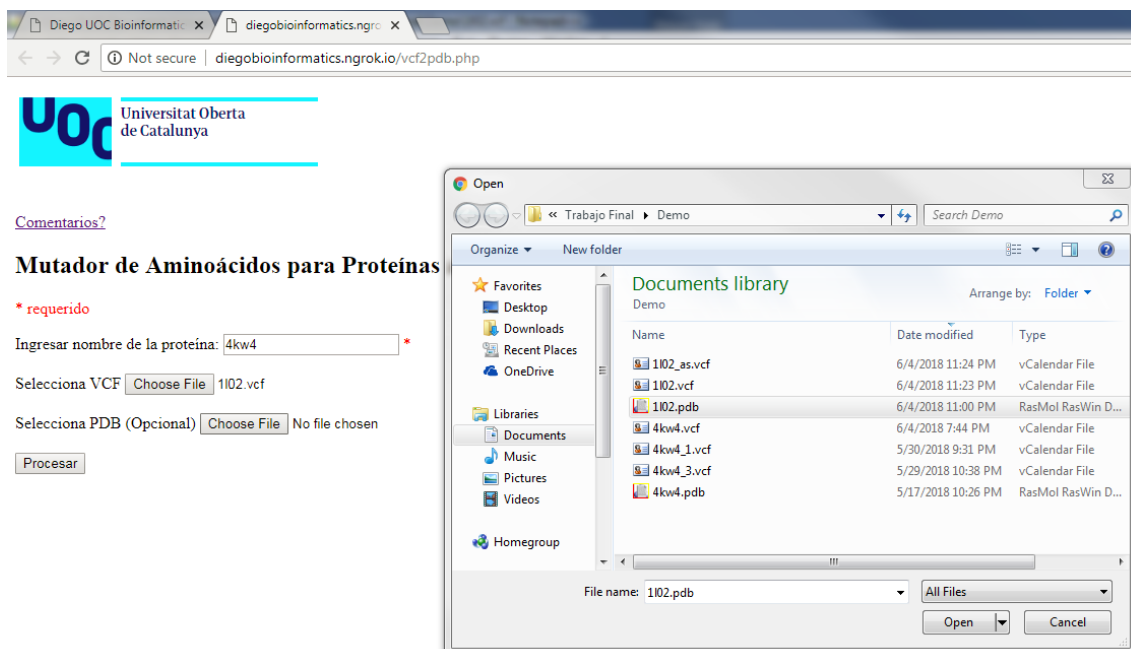 Diego UOC Bioinformatic
diegobioinformatics.ngro
Not secure | diegobioinformatics.ngrok.io/vcf2pdb.php
UOC
Universitat Oberta
de Catalunya
Comentarios?
Mutador de Aminoácidos para Proteínas
* requerido
Ingresar nombre de la proteína: 4kw4 *
Selecciona VCF Choose File 1l02.vcf
Selecciona PDB (Opcional) Choose File No file chosen
Procesar
Open
« Trabajo Final Demo
Search Demo
Organize New folder
Favorites
Desktop
Downloads
Recent Places
OneDrive
Libraries
Documents
Music
Pictures
Videos
Homegroup
Documents library
Demo
Arrange by: Folder
Name Date modified Type
1l02_as.vcf 6/4/2018 11:24 PM vCalendar File
1l02.vcf 6/4/2018 11:23 PM vCalendar File
1l02.pdb 6/4/2018 11:00 PM RasMol RasWin D...
4kw4.vcf 6/4/2018 7:44 PM vCalendar File
4kw4_1.vcf 5/30/2018 9:31 PM vCalendar File
4kw4_3.vcf 5/29/2018 10:38 PM vCalendar File
4kw4.pdb 5/17/2018 10:26 PM RasMol RasWin D...
File name: 1l02.pdb
All Files
Open Cancel